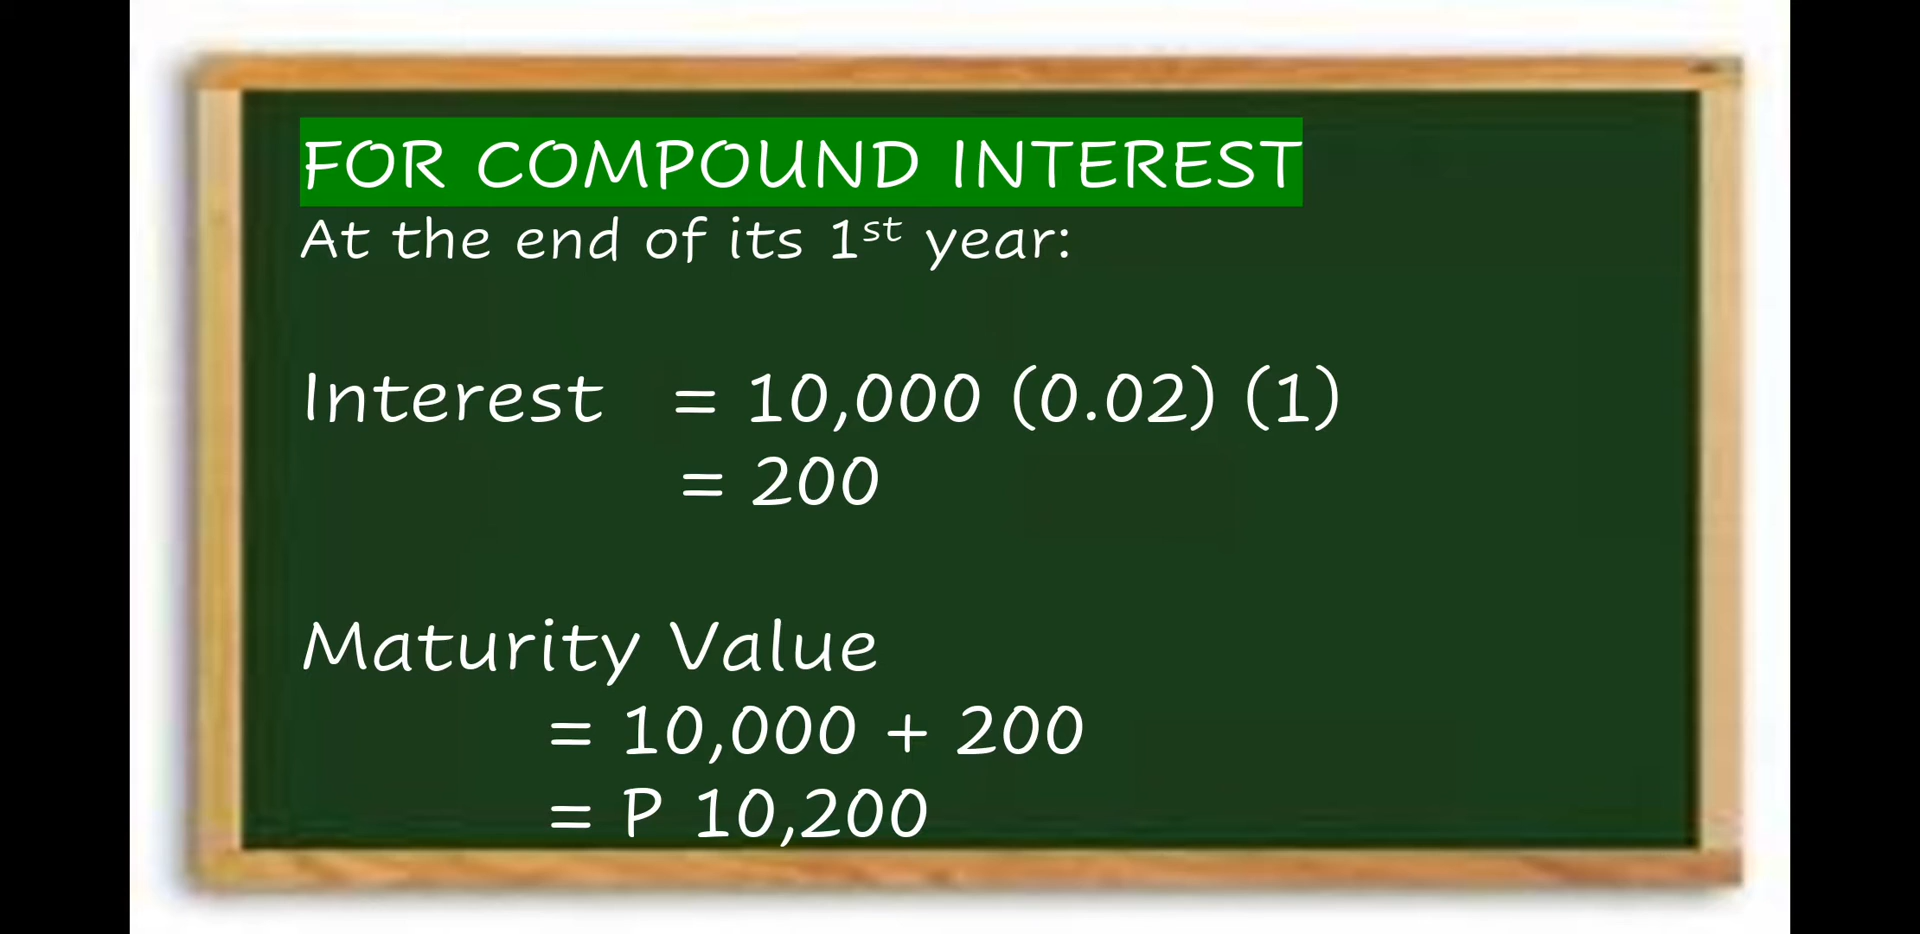 FOR COMPOUND INTEREST
At the end of its 1st year:
Interest = 10,000 (0.02) (1)
= 200
Maturity Value
= 10,000 + 200
= P 10,200